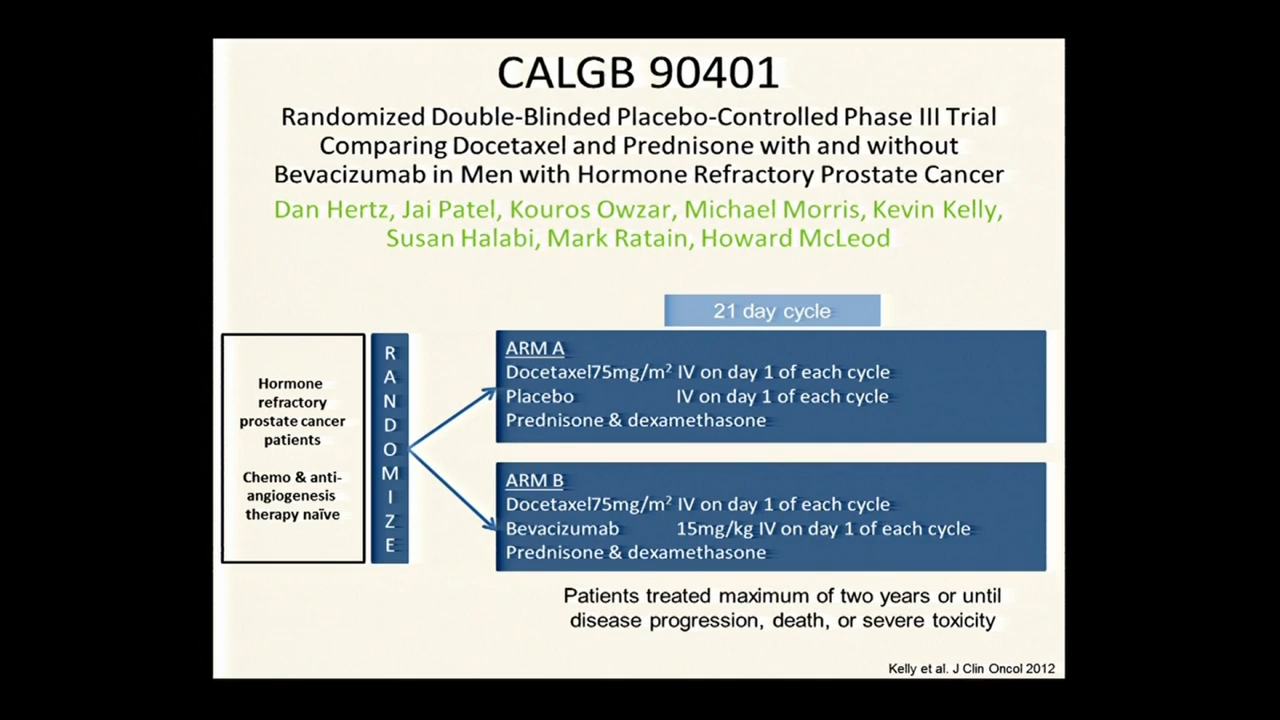 CALGB 90401
Randomized Double-Blinded Placebo-Controlled Phase III Trial
Comparing Docetaxel and Prednisone with and without
Bevacizumab in Men with Hormone Refractory Prostate Cancer
Dan Hertz, Jai Patel, Kouros Owzar, Michael Morris, Kevin Kelly,
Susan Halabi, Mark Ratain, Howard McLeod
21 day cycle
Hormone
refractory
prostate cancer
patients
Chemo & anti-
angiogenesis
therapy naïve
R
A
N
D
O
M
I
Z
E
ARM A
Docetaxel75mg/m² IV on day 1 of each cycle
Placebo IV on day 1 of each cycle
Prednisone & dexamethasone
ARM B
Docetaxel75mg/m² IV on day 1 of each cycle
Bevacizumab 15mg/kg IV on day 1 of each cycle
Prednisone & dexamethasone
Patients treated maximum of two years or until
disease progression, death, or severe toxicity
Kelly et al. J Clin Oncol 2012